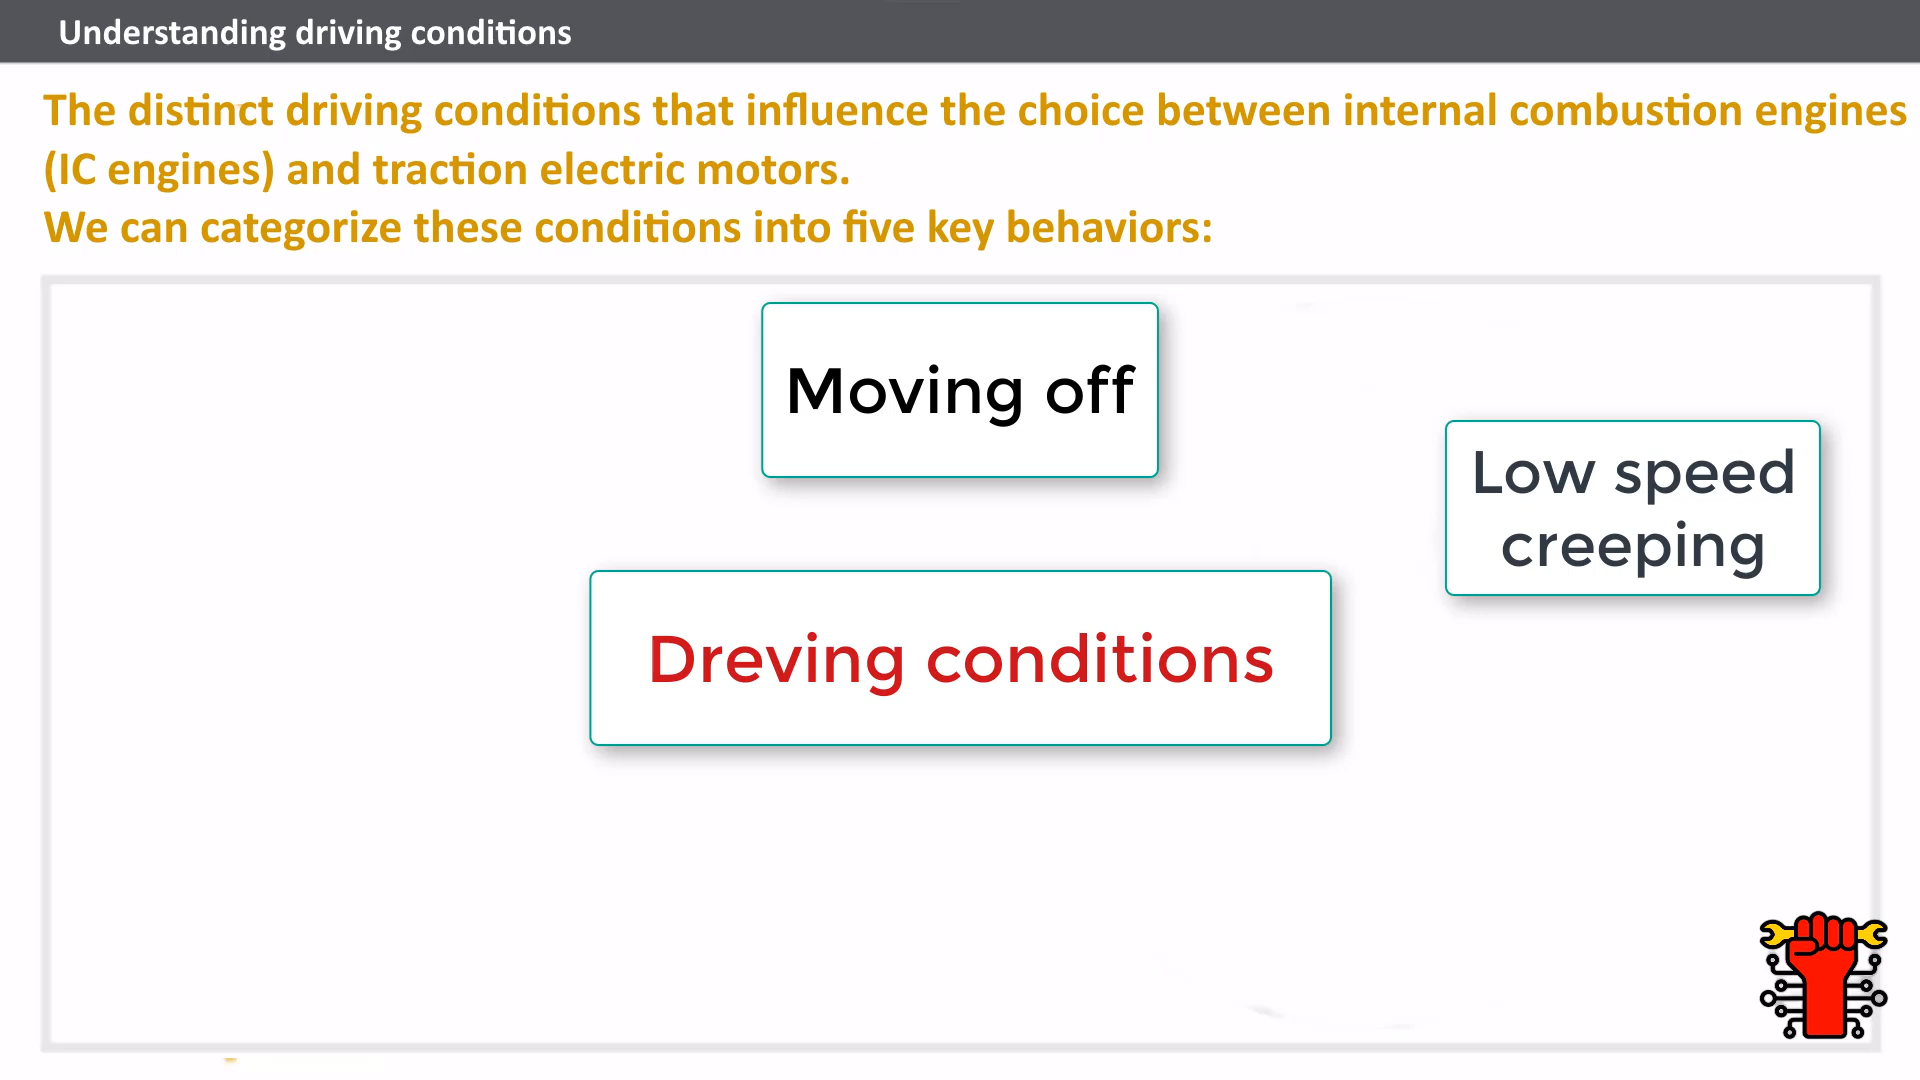 Understanding driving conditions
The distinct driving conditions that influence the choice between internal combustion engines
(IC engines) and traction electric motors.
We can categorize these conditions into five key behaviors:
Moving off
Low speed
creeping
Dreving conditions